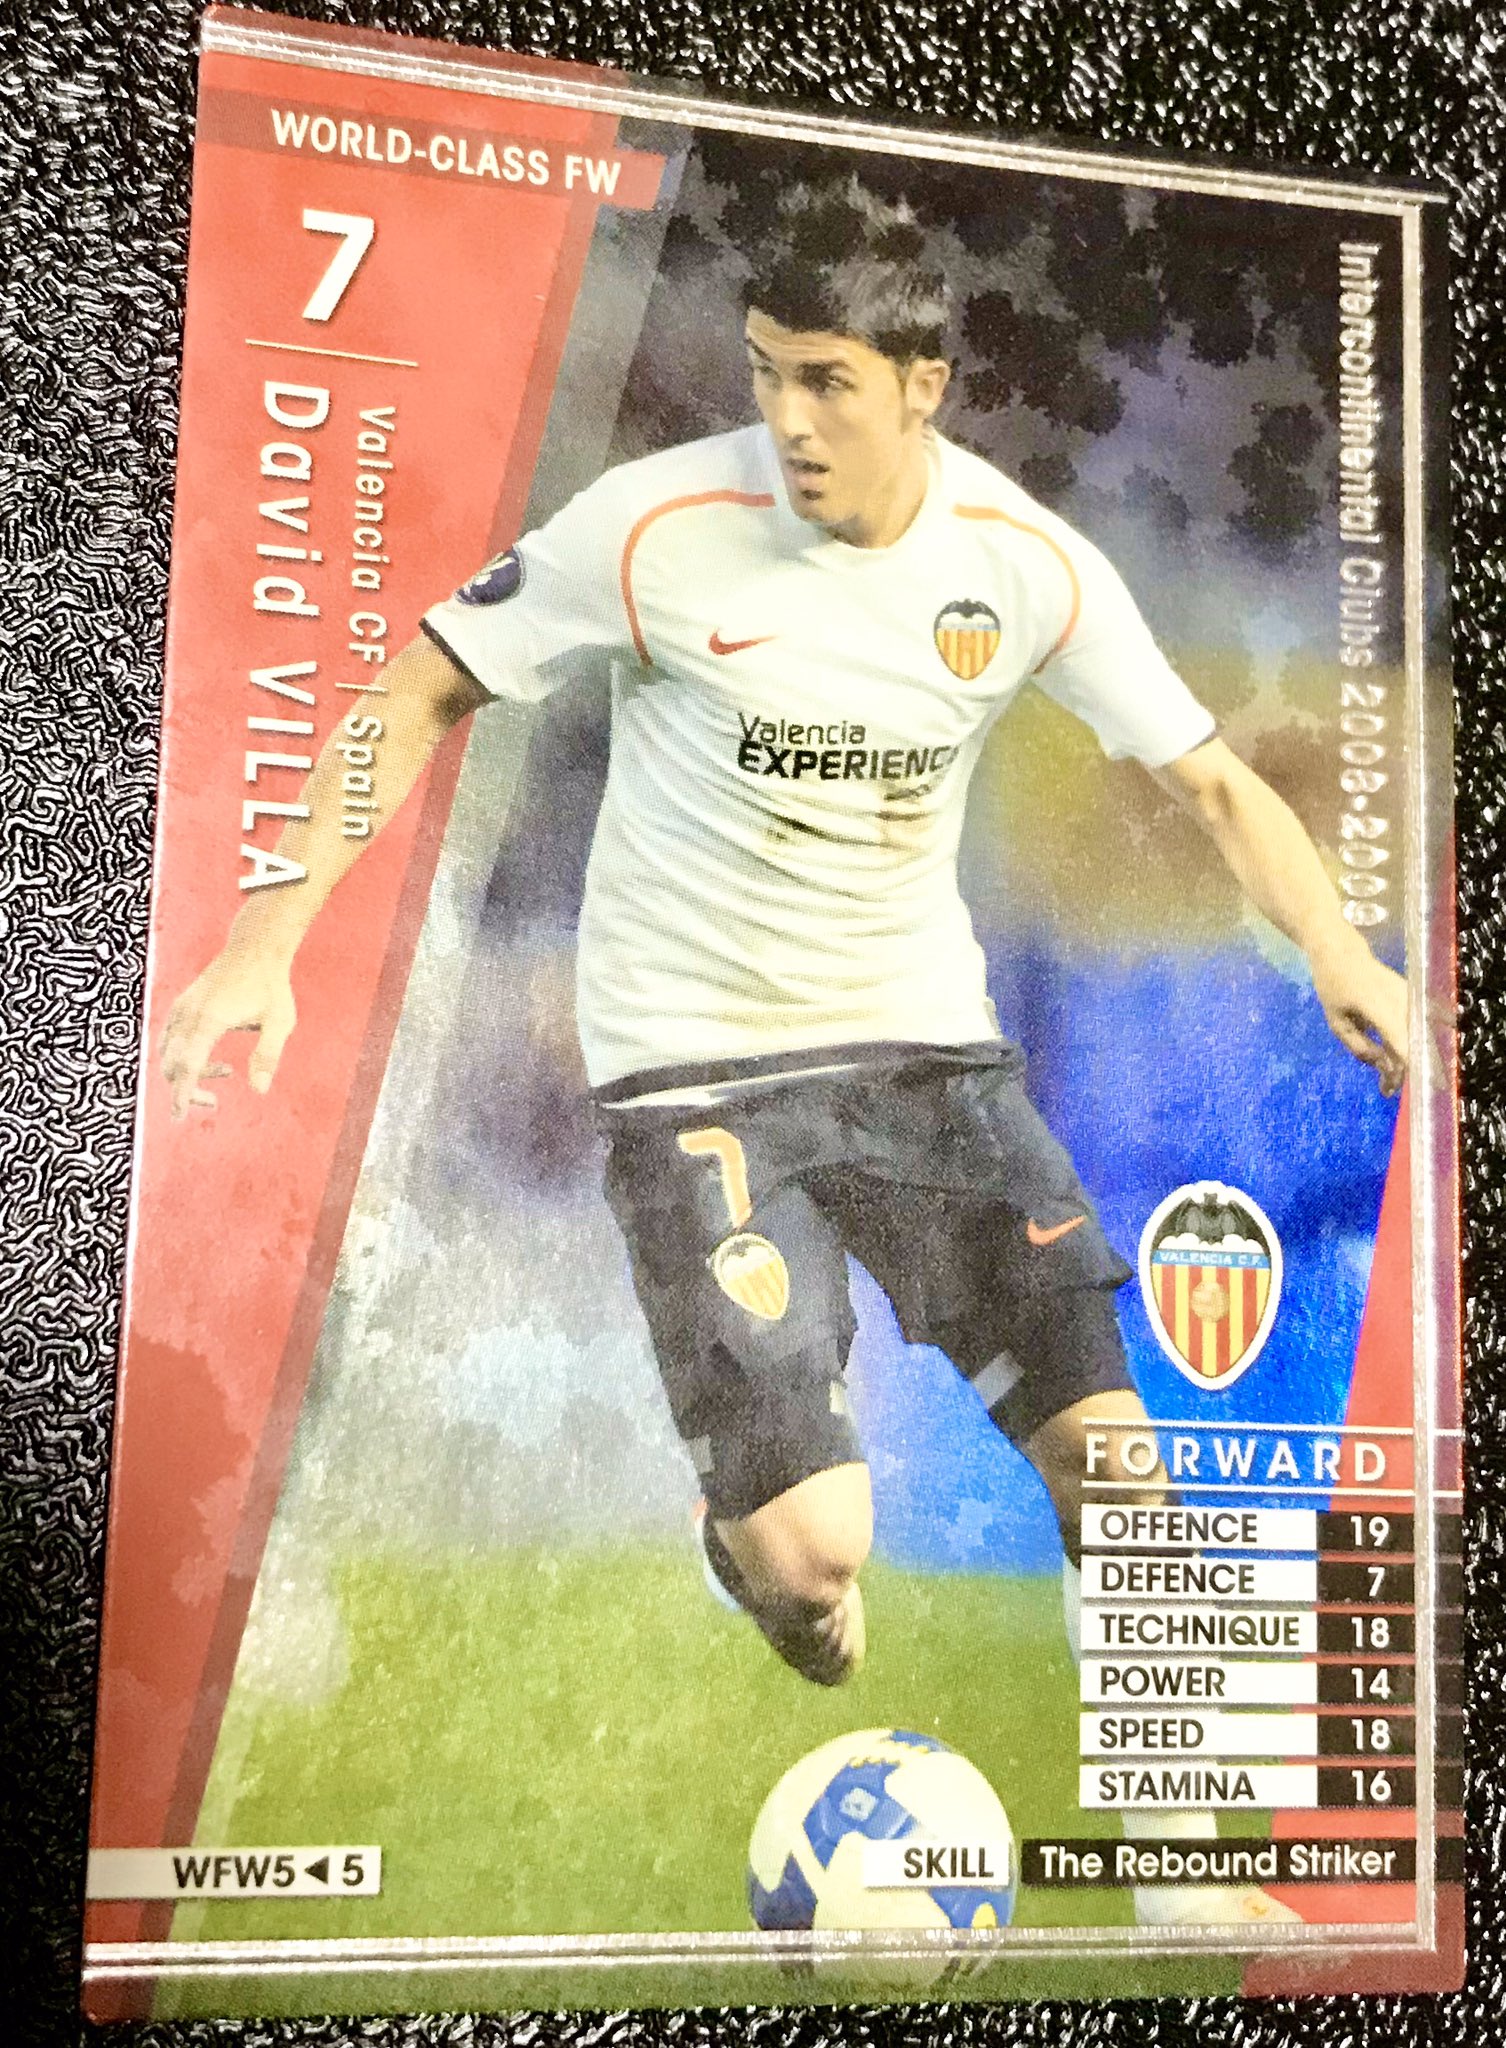 WORLD-CLASS FW
7
David VILLA
Valencia CF | Spain
Intercontinental Clubs 2008-2009
Valencia
EXPERIENCE
7
VALENCIA C.F.
FORWARD
OFFENCE 19
DEFENCE 7
TECHNIQUE 18
POWER 14
SPEED 18
STAMINA 16
WFW5◀5
SKILL The Rebound Striker